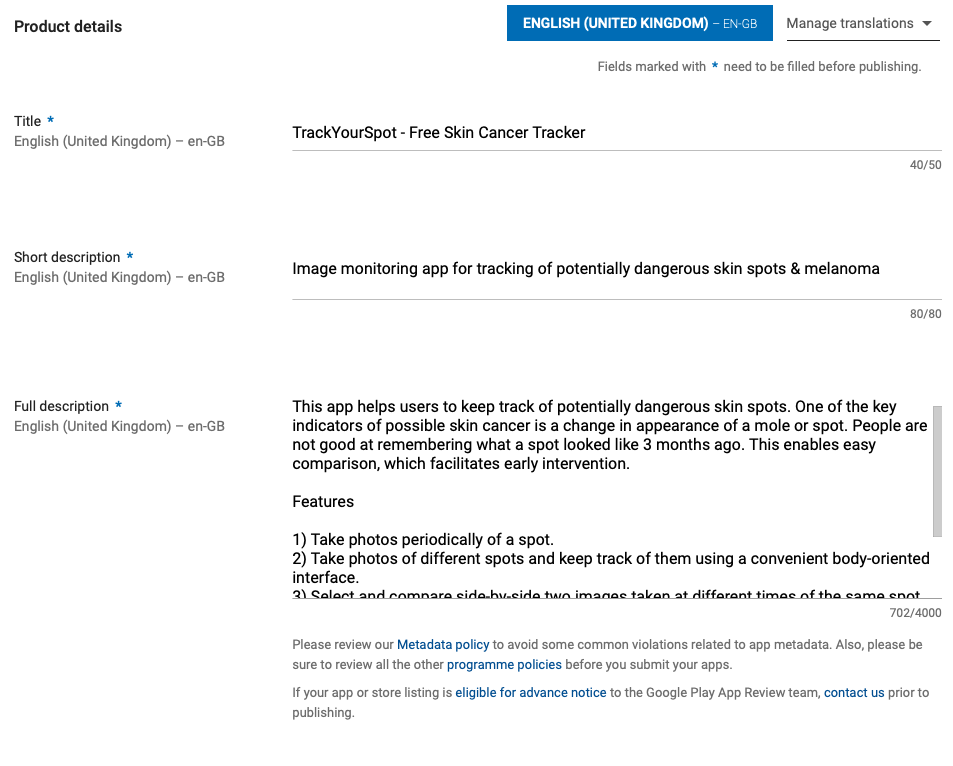 Product details
ENGLISH (UNITED KINGDOM) – EN-GB
Manage translations
Fields marked with * need to be filled before publishing.
Title *
English (United Kingdom) – en-GB
TrackYourSpot - Free Skin Cancer Tracker
40/50
Short description *
English (United Kingdom) – en-GB
Image monitoring app for tracking of potentially dangerous skin spots & melanoma
80/80
Full description *
English (United Kingdom) – en-GB
This app helps users to keep track of potentially dangerous skin spots. One of the key
indicators of possible skin cancer is a change in appearance of a mole or spot. People are
not good at remembering what a spot looked like 3 months ago. This enables easy
comparison, which facilitates early intervention.
Features
1) Take photos periodically of a spot.
2) Take photos of different spots and keep track of them using a convenient body-oriented
interface.
3) Select and compare side-by-side two images taken at different times of the same spot
702/4000
Please review our Metadata policy to avoid some common violations related to app metadata. Also, please be
sure to review all the other programme policies before you submit your apps.
If your app or store listing is eligible for advance notice to the Google Play App Review team, contact us prior to
publishing.